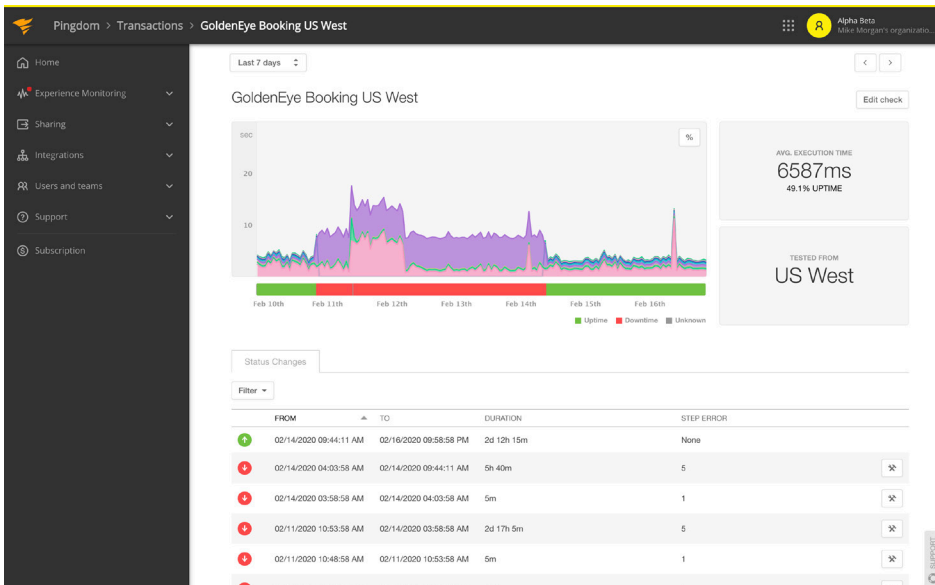 Pingdom > Transactions > GoldenEye Booking US West
Alpha Beta
Mike Morgan's organizatio...
Home
Experience Monitoring
Sharing
Integrations
Users and teams
Support
Subscription
Last 7 days
GoldenEye Booking US West
Edit check
sec
%
20
10
Feb 10th Feb 11th Feb 12th Feb 13th Feb 14th Feb 15th Feb 16th
Uptime Downtime Unknown
AVG. EXECUTION TIME
6587ms
49.1% UPTIME
TESTED FROM
US West
Status Changes
Filter
FROM TO DURATION STEP ERROR
02/14/2020 09:44:11 AM 02/16/2020 09:58:58 PM 2d 12h 15m None
02/14/2020 04:03:58 AM 02/14/2020 09:44:11 AM 5h 40m 5
02/14/2020 03:58:58 AM 02/14/2020 04:03:58 AM 5m 1
02/11/2020 10:53:58 AM 02/14/2020 03:58:58 AM 2d 17h 5m 5
02/11/2020 10:48:58 AM 02/11/2020 10:53:58 AM 5m 1
SUPPORT